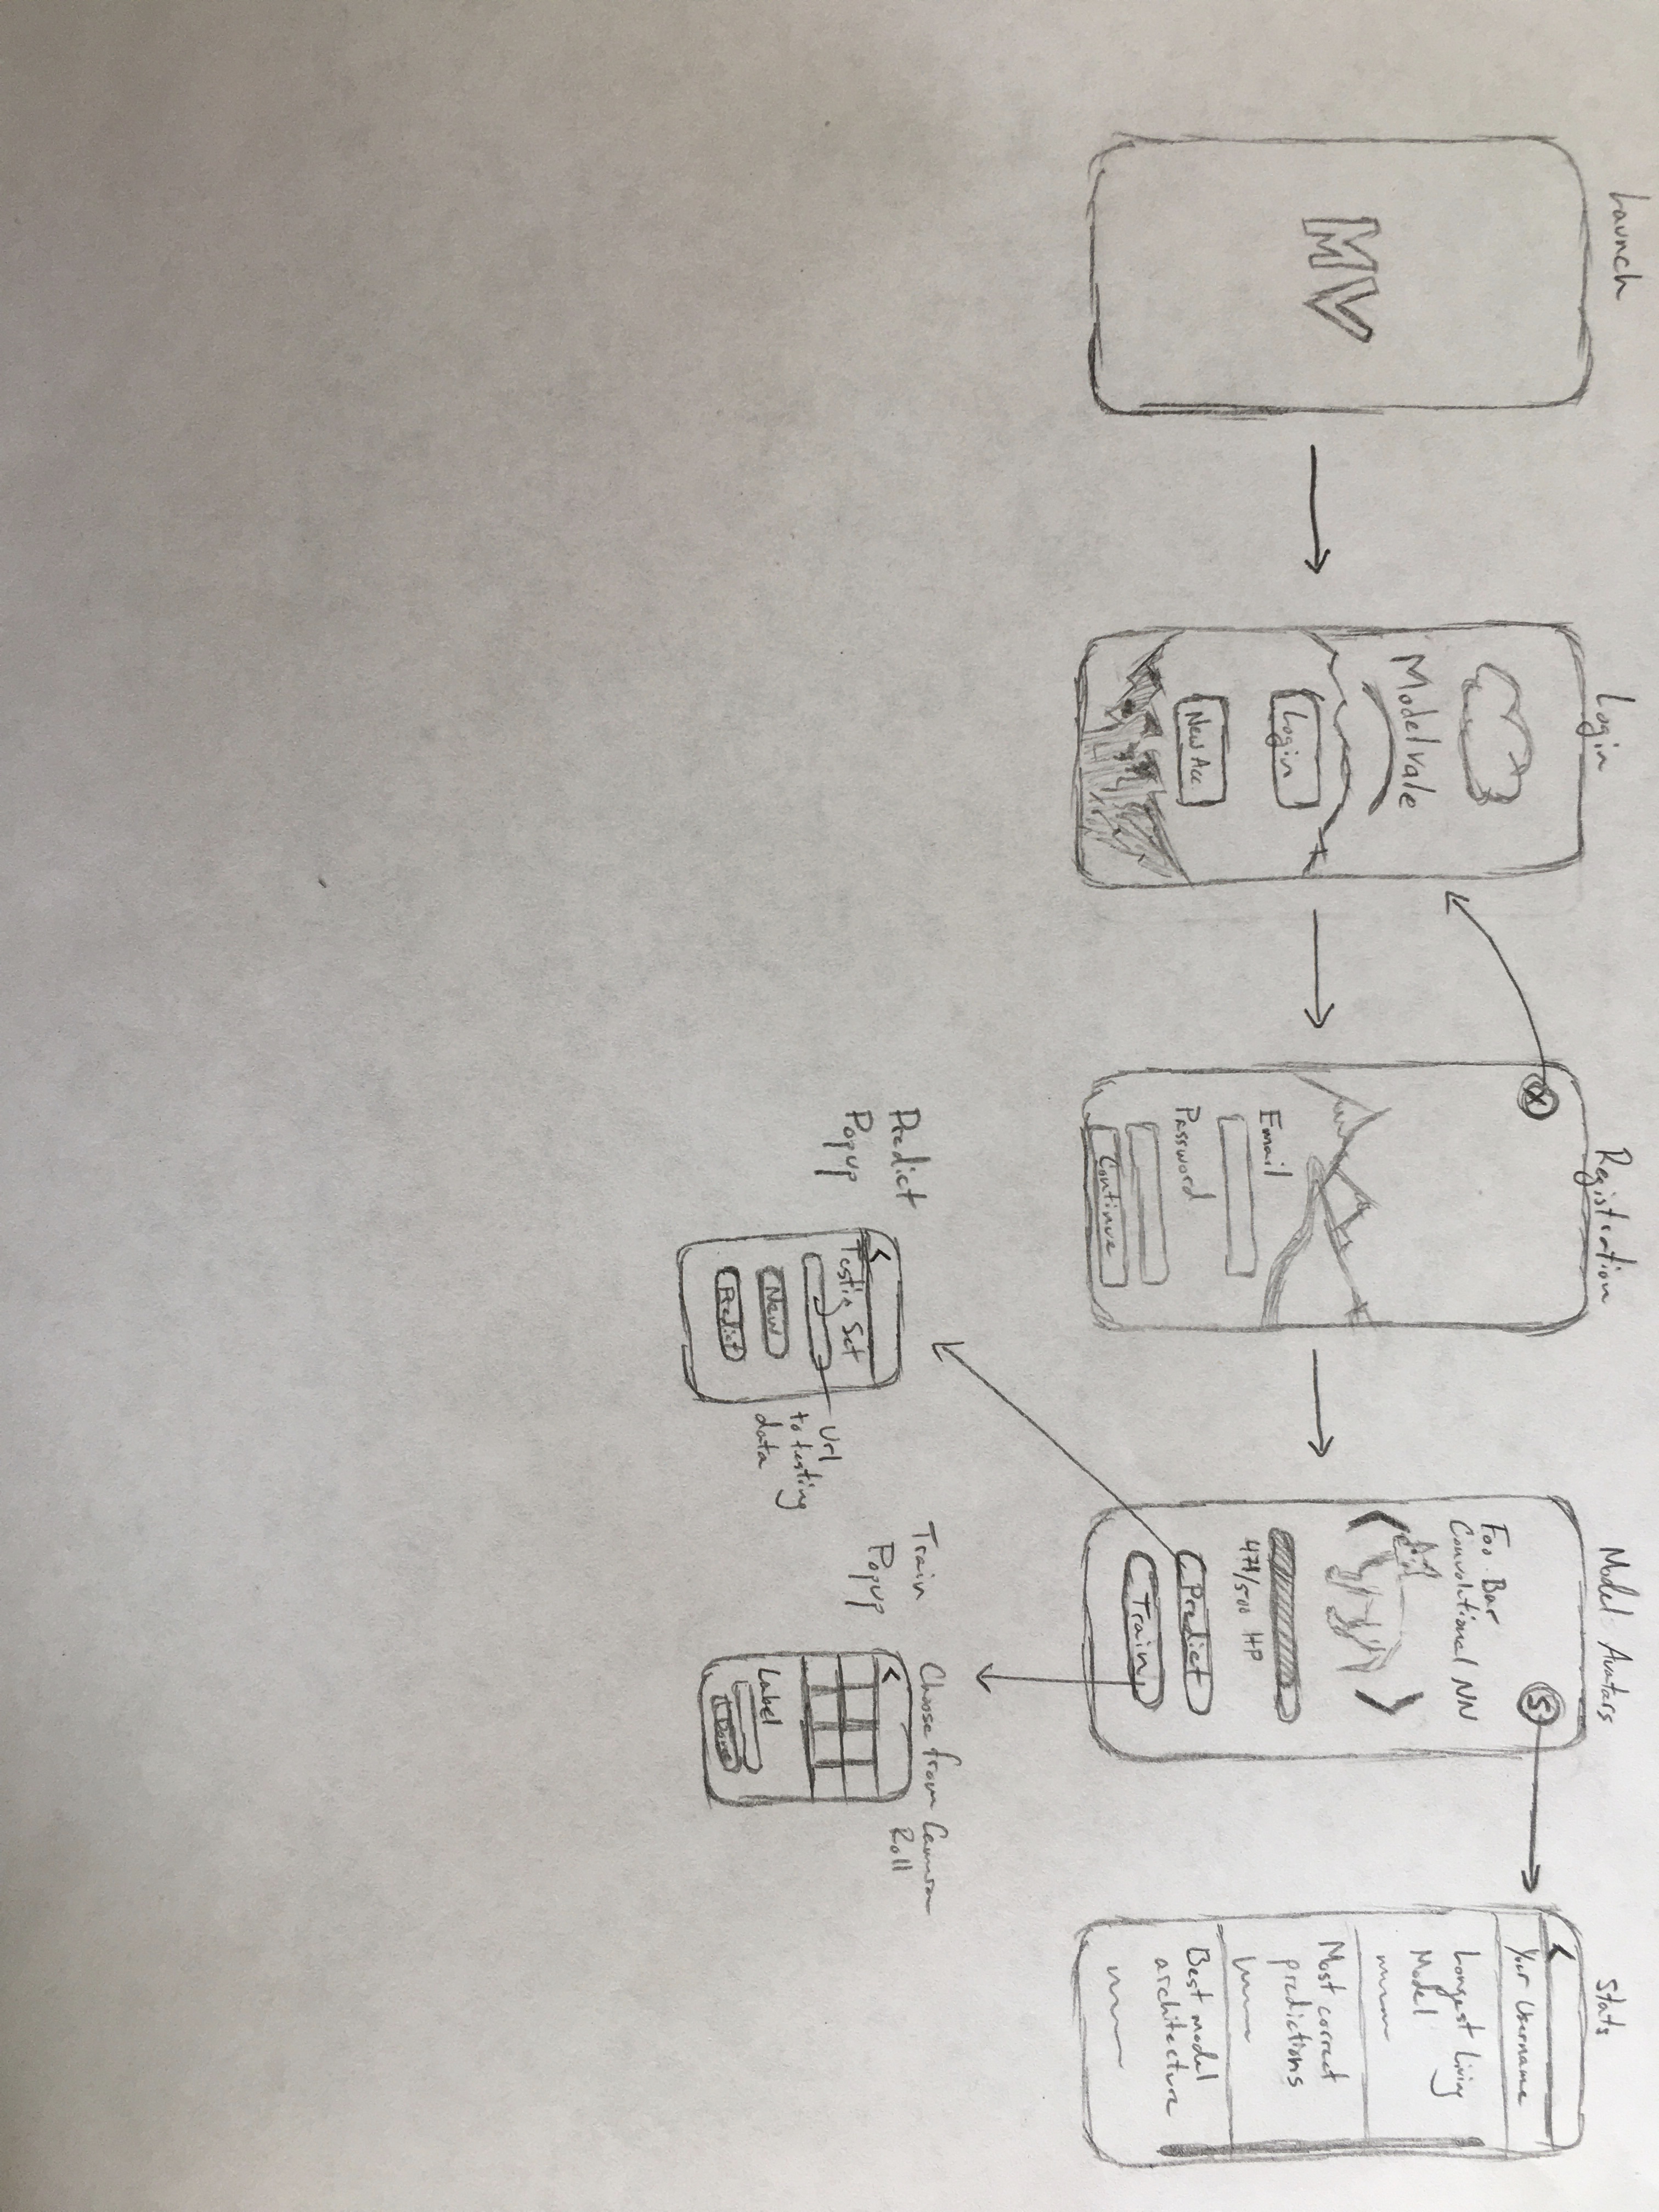 Launch
MV
Login
Modelvale
Login
New Acc
Registration
X
Email
Password
Continue
Model Avatars
S
Foo Bar
Convolutional NN
471/500 HP
Predict
Train
Stats
Your Username
Longest Living
Model
Most correct
predictions
Best model
architecture
Predict
Popup
Testing Set
New
Predict
Url
to testing
data
Train
Popup
Choose from Camera
Roll
Label
Done